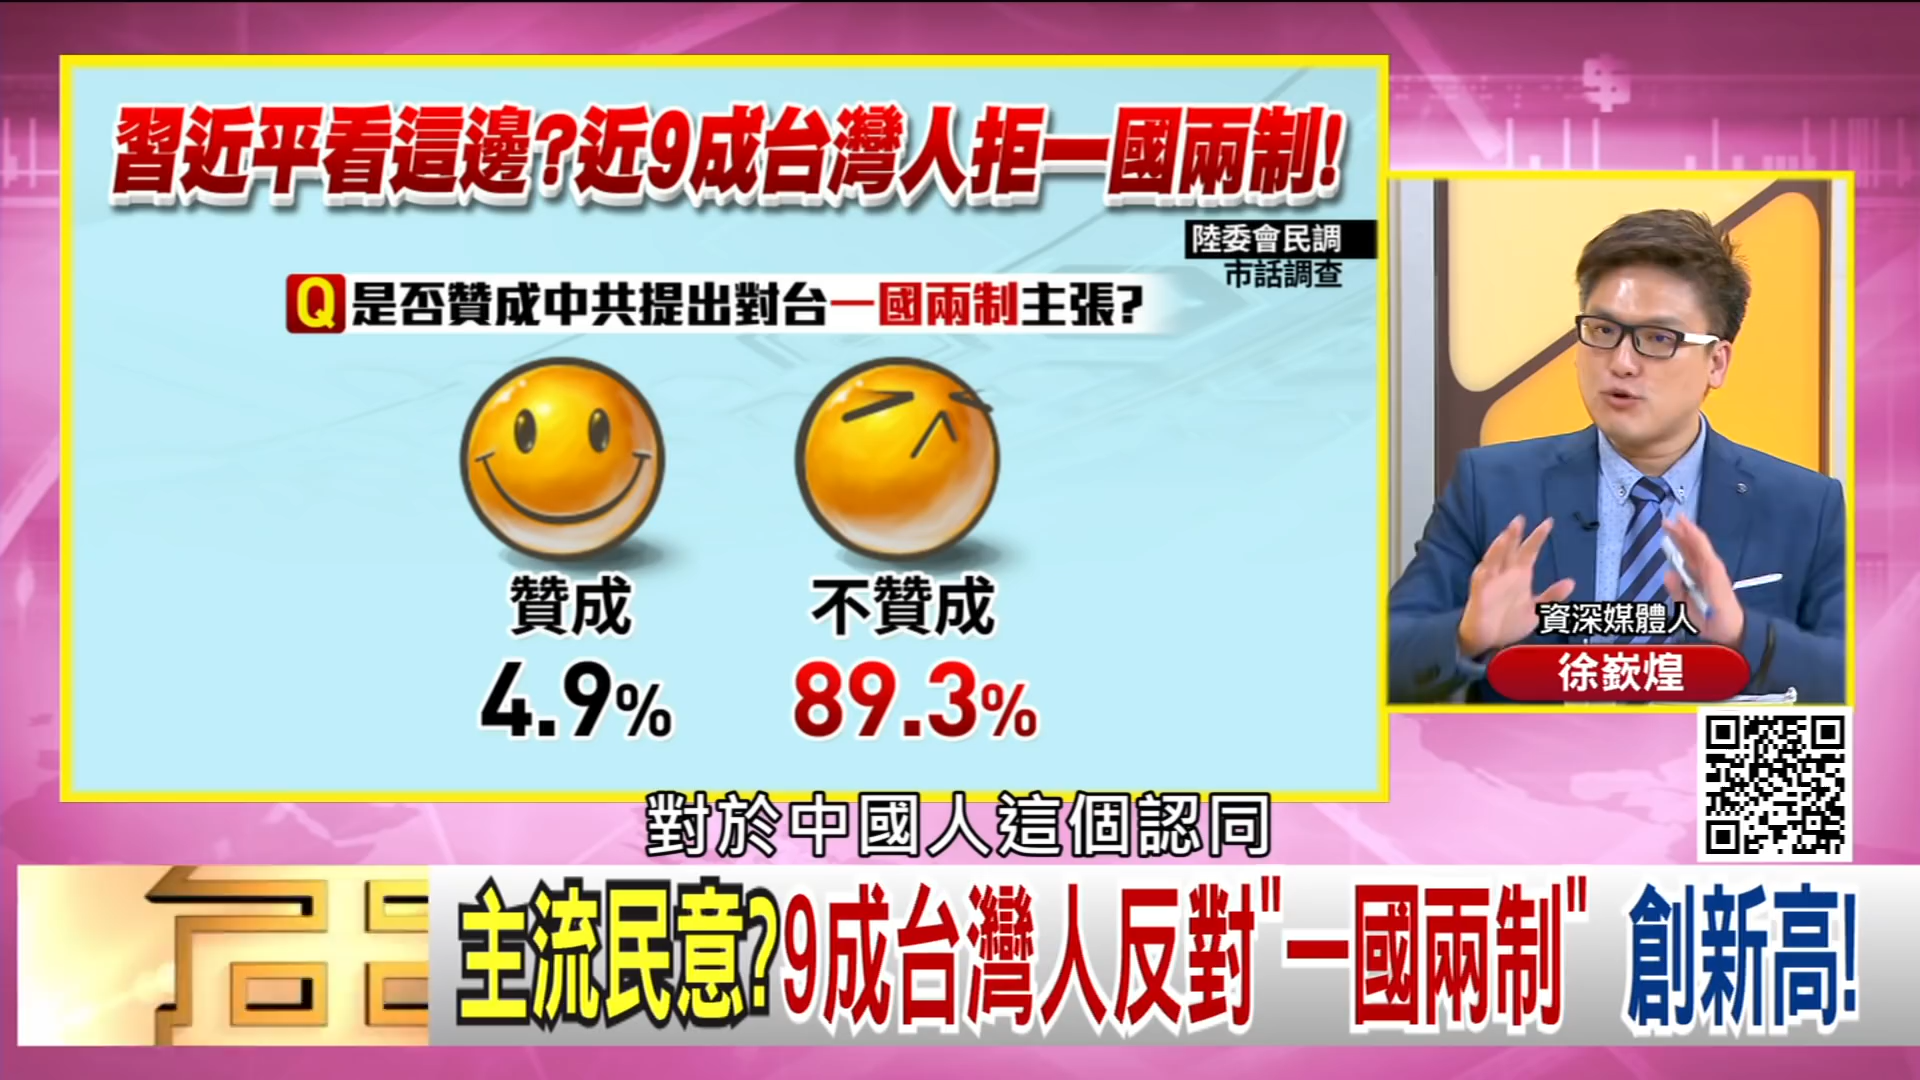 習近平看這邊?近9成台灣人拒一國兩制!
陸委會民調
市話調查
Q是否贊成中共提出對台一國兩制主張?
贊成
不贊成
4.9%
89.3%
資深媒體人
徐嶔煌
對於中國人這個認同
主流民意?9成台灣人反對"一國兩制" 創新高!